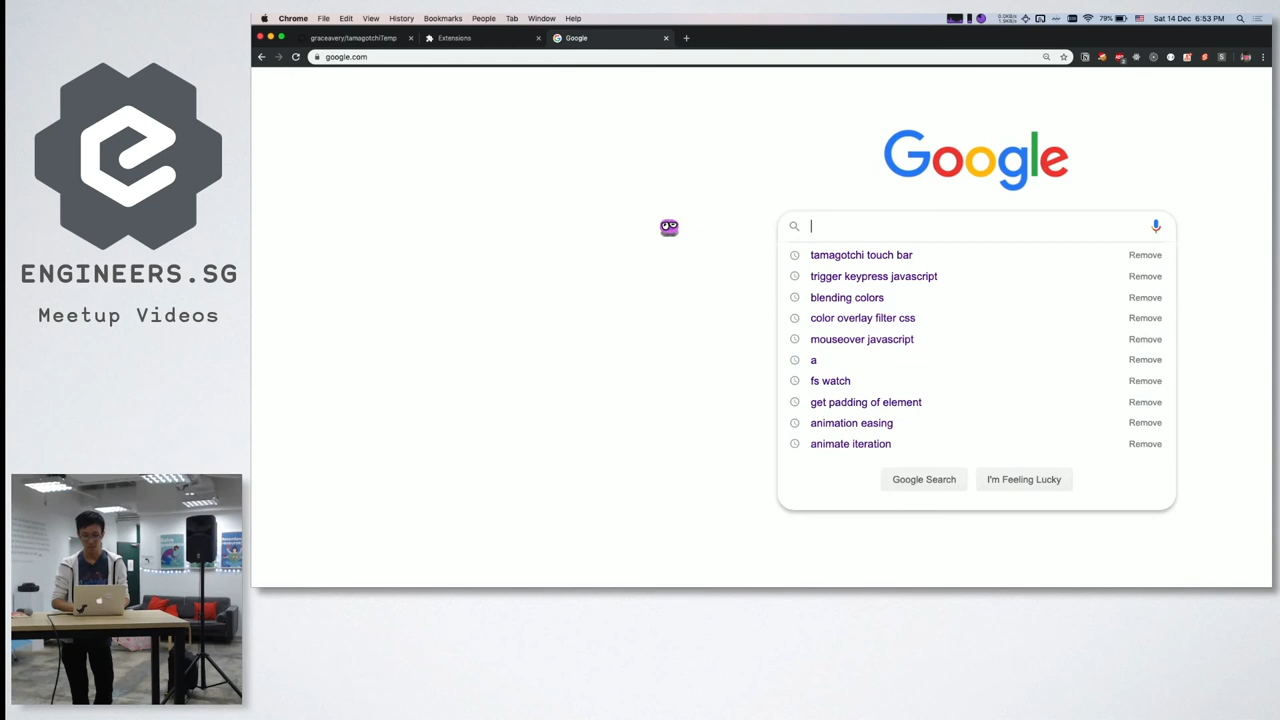 Chrome File Edit View History Bookmarks People Tab Window Help
79% Sat 14 Dec 6:53 PM
graceavery/tamagotchiTemp
Extensions
Google
google.com
Google
tamagotchi touch bar Remove
trigger keypress javascript Remove
blending colors Remove
color overlay filter css Remove
mouseover javascript Remove
a Remove
fs watch Remove
get padding of element Remove
animation easing Remove
animate iteration Remove
Google Search
I'm Feeling Lucky
ENGINEERS.SG
Meetup Videos